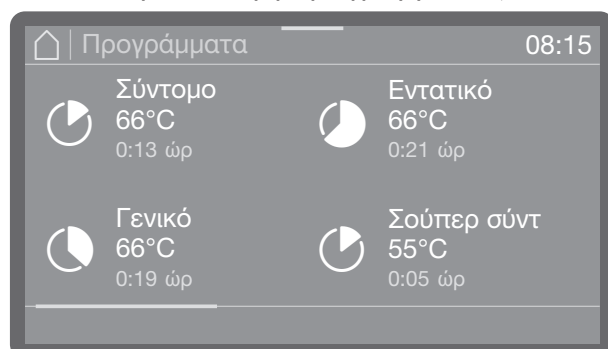 Προγράμματα 08:15
Σύντομο
66°C
0:13 ώρ
Εντατικό
66°C
0:21 ώρ
Γενικό
66°C
0:19 ώρ
Σούπερ σύντ
55°C
0:05 ώρ